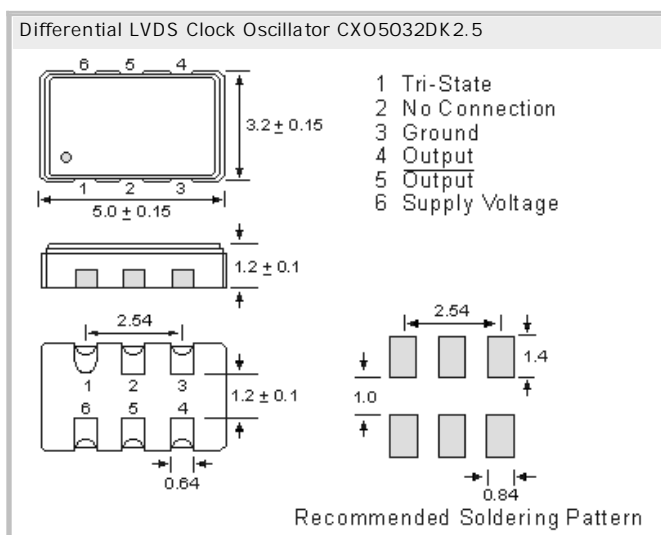 Differential LVDS Clock Oscillator CXO5032DK2.5
6 5 4
1 Tri-State
2 No Connection
3 Ground
4 Output
5 Output
6 Supply Voltage
3.2 ± 0.15
1 2 3
5.0 ± 0.15
1.2 ± 0.1
2.54
1 2 3
6 5 4
1.2 ± 0.1
0.64
2.54
1.4
1.0
0.84
Recommended Soldering Pattern